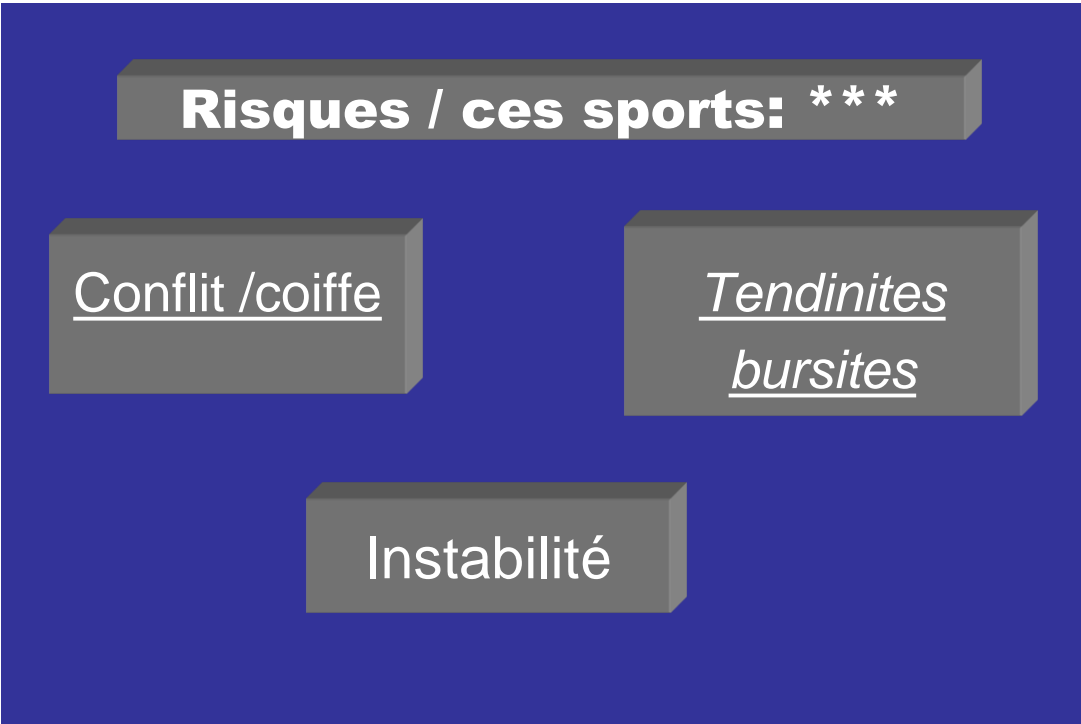 Risques / ces sports: ***
Conflit /coiffe
Tendinites
bursites
Instabilité